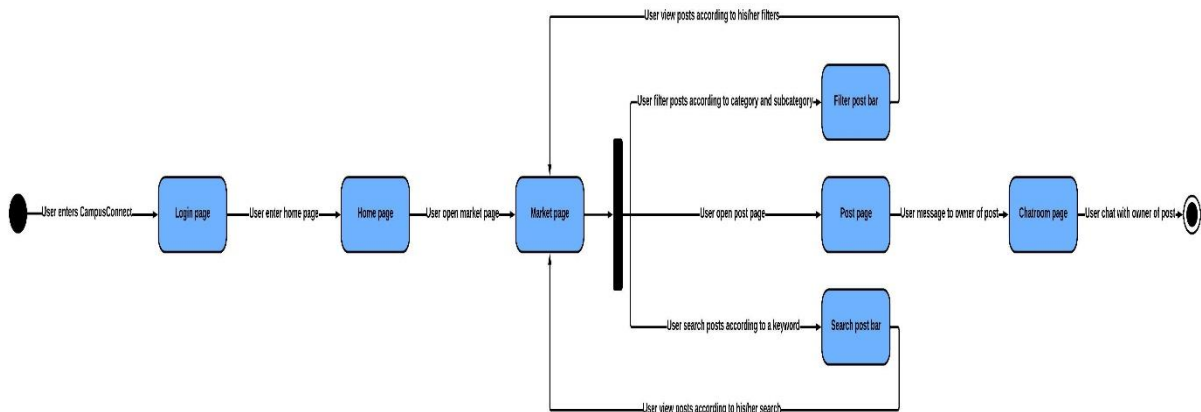 User view posts according to his/her filters
User filter posts according to category and subcategory
Filter post bar
User enters CampusConnect
Login page
User enter home page
Home page
User open market page
Market page
User open post page
Post page
User message to owner of post
Chatroom page
User chat with owner of post
User search posts according to a keyword
Search post bar
User view posts according to his/her search